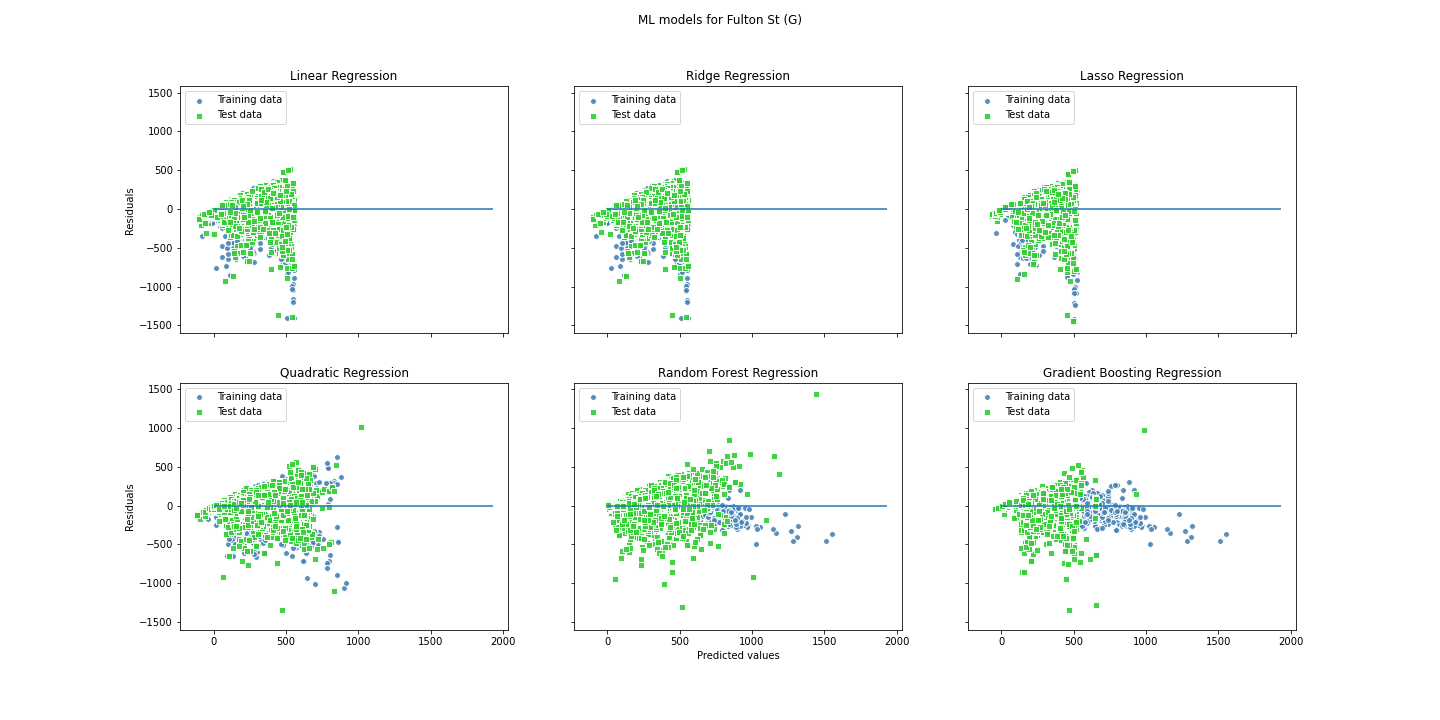 ML models for Fulton St (G)
Linear Regression
Training data
Test data
1500
1000
500
0
−500
−1000
−1500
Residuals
Ridge Regression
Training data
Test data
Lasso Regression
Training data
Test data
Quadratic Regression
Training data
Test data
1500
1000
500
0
−500
−1000
−1500
Residuals
0 500 1000 1500 2000
Random Forest Regression
Training data
Test data
0 500 1000 1500 2000
Predicted values
Gradient Boosting Regression
Training data
Test data
0 500 1000 1500 2000